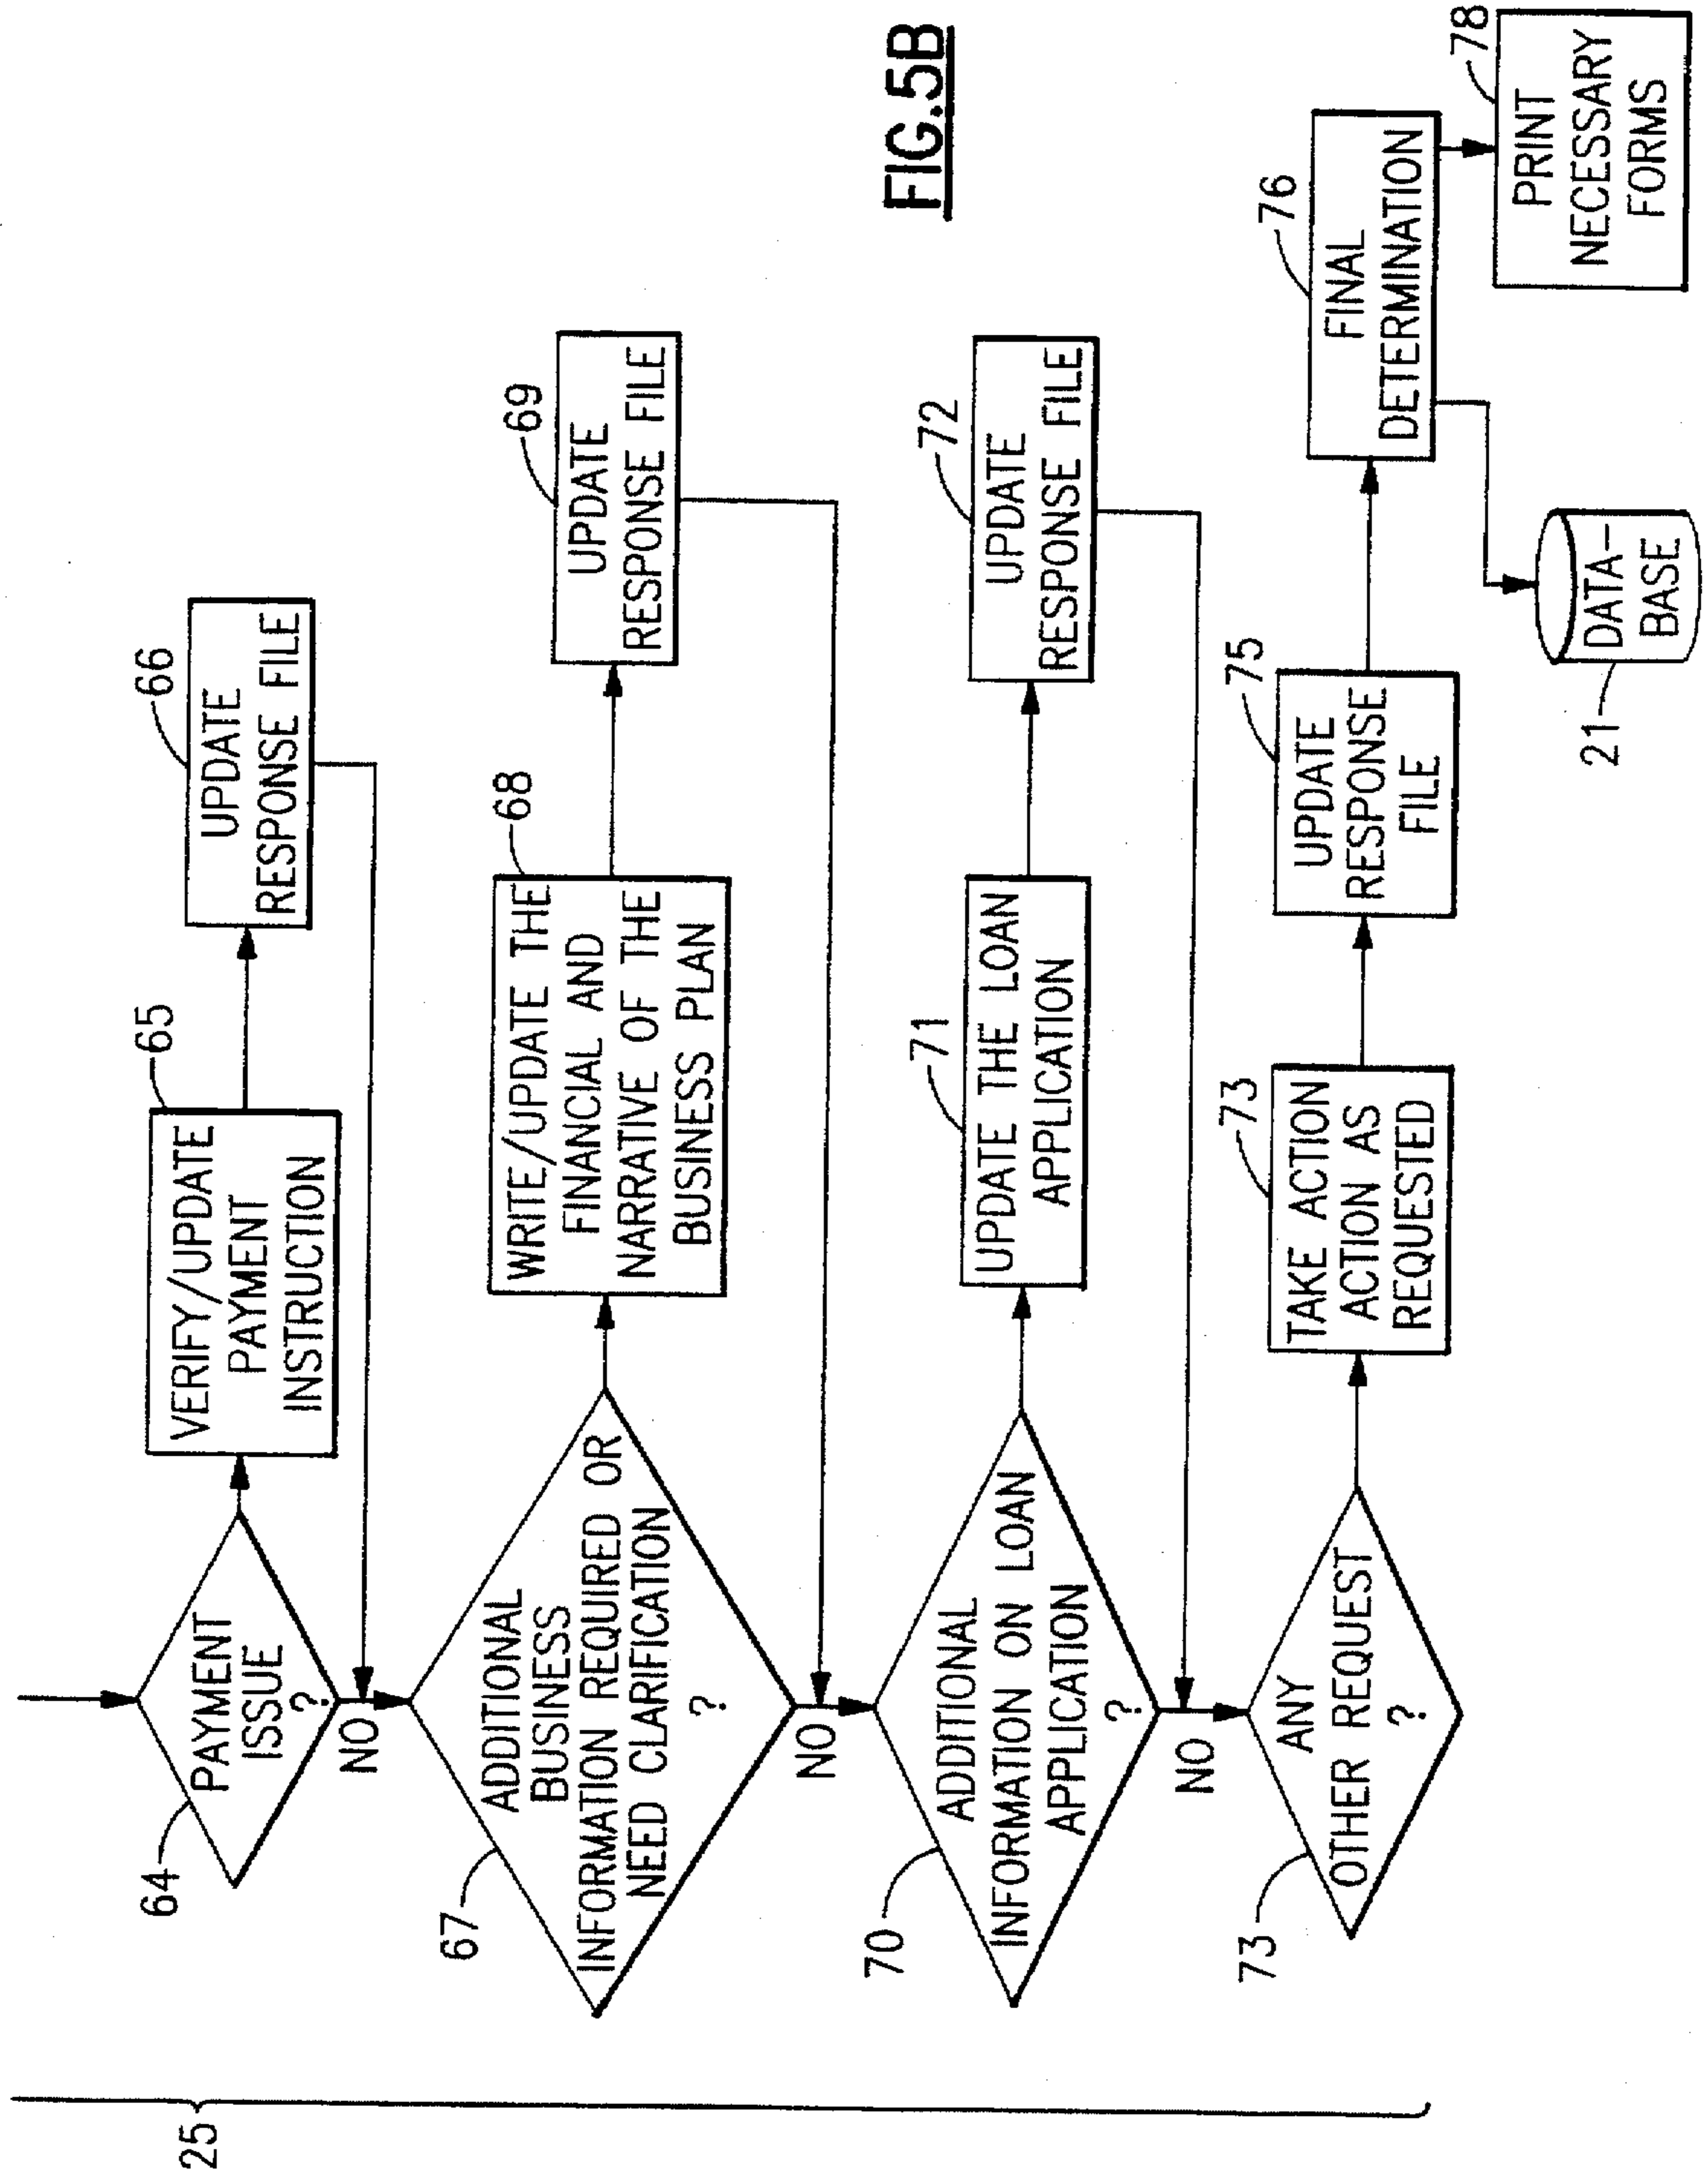 25
64
PAYMENT
ISSUE
?
NO
65
VERIFY/UPDATE
PAYMENT
INSTRUCTION
66
UPDATE
RESPONSE FILE
67
ADDITIONAL
BUSINESS
INFORMATION REQUIRED OR
NEED CLARIFICATION
?
NO
68
WRITE/UPDATE THE
FINANCIAL AND
NARRATIVE OF THE
BUSINESS PLAN
69
UPDATE
RESPONSE FILE
70
ADDITIONAL
INFORMATION ON LOAN
APPLICATION
?
NO
71
UPDATE THE LOAN
APPLICATION
72
UPDATE
RESPONSE FILE
73
ANY
OTHER REQUEST
?
73
TAKE ACTION
ACTION AS
REQUESTED
75
UPDATE
RESPONSE
FILE
76
FINAL
DETERMINATION
21
DATA-
BASE
78
PRINT
NECESSARY
FORMS
FIG.5B